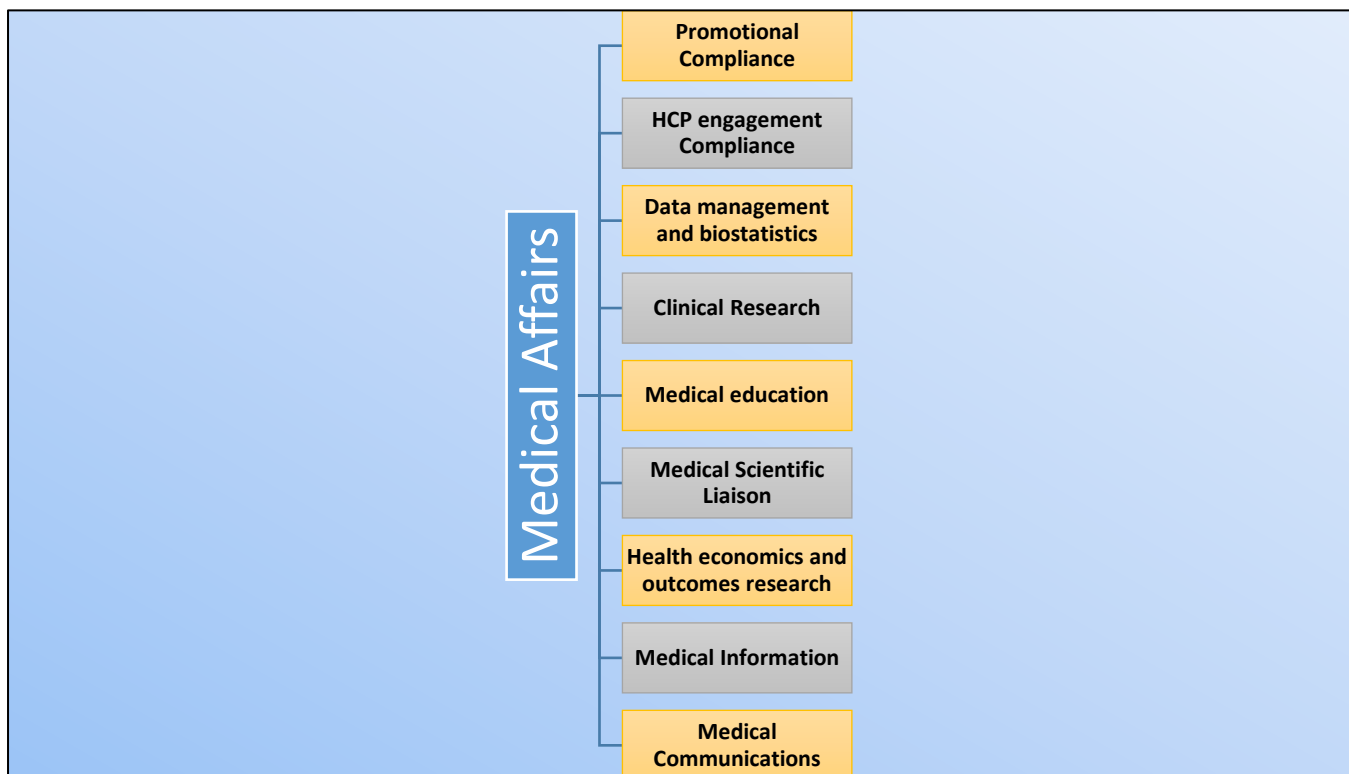 Medical Affairs
Promotional
Compliance
HCP engagement
Compliance
Data management
and biostatistics
Clinical Research
Medical education
Medical Scientific
Liaison
Health economics and
outcomes research
Medical Information
Medical
Communications